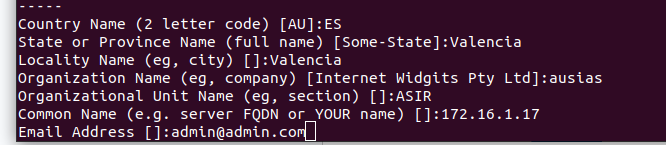 -----
Country Name (2 letter code) [AU]:ES
State or Province Name (full name) [Some-State]:Valencia
Locality Name (eg, city) []:Valencia
Organization Name (eg, company) [Internet Widgits Pty Ltd]:ausias
Organizational Unit Name (eg, section) []:ASIR
Common Name (e.g. server FQDN or YOUR name) []:172.16.1.17
Email Address []:admin@admin.com